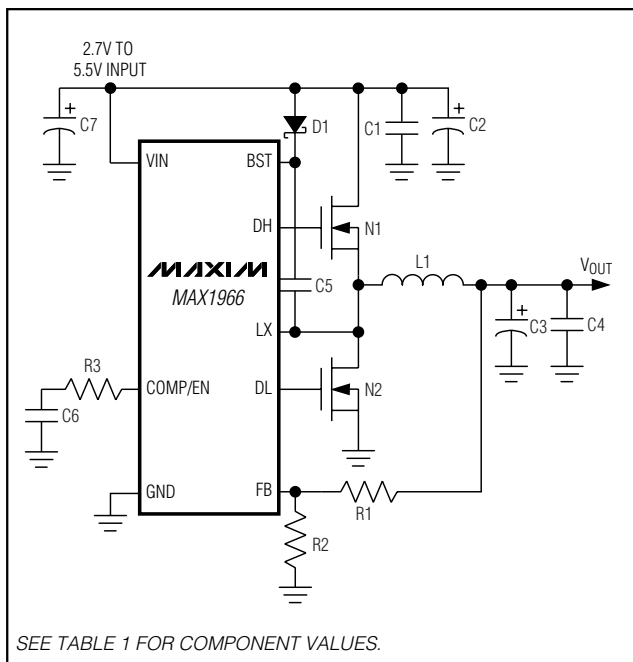 2.7V TO
5.5V INPUT
+
C7
D1
C1
+
C2
VIN
BST
DH
N1
MAXIM
MAX1966
C5
L1
VOUT
LX
+
C3
C4
R3
COMP/EN
DL
N2
C6
GND
FB
R1
R2
SEE TABLE 1 FOR COMPONENT VALUES.